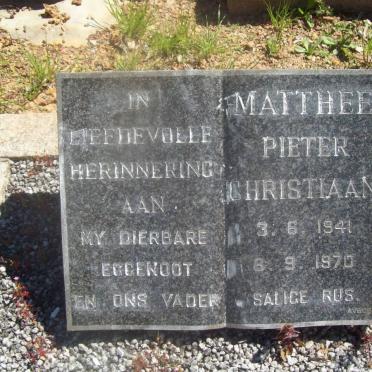 IN
LIEFDEVOLLE
HERINNERING
AAN
MY DIERBARE
EGGENOOT
EN ONS VADER
MATTHEE
PIETER
CHRISTIAAN
3. 6. 1941
8. 9. 1970
SALIGE RUS.